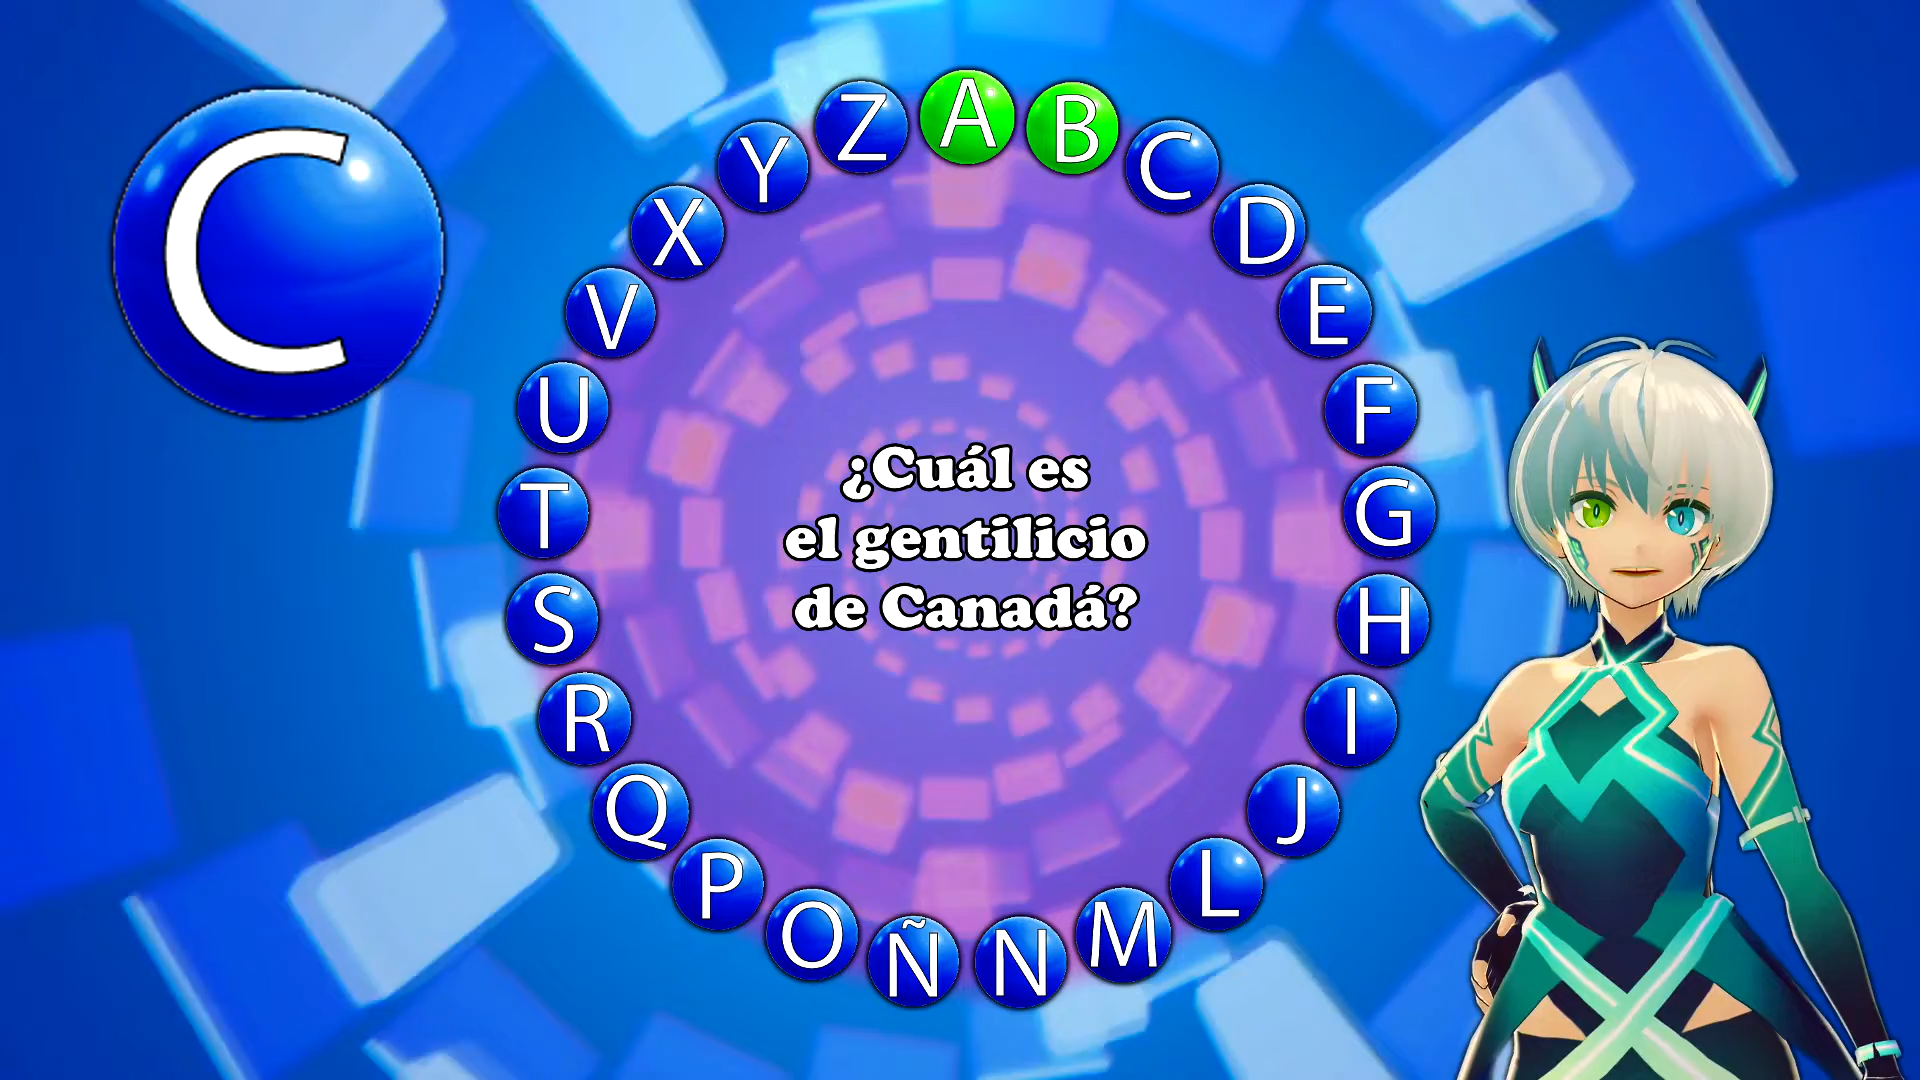 C
A
B
C
D
E
F
G
H
I
J
L
M
N
Ñ
O
P
Q
R
S
T
U
V
X
Y
Z
¿Cuál es
el gentilicio
de Canadá?